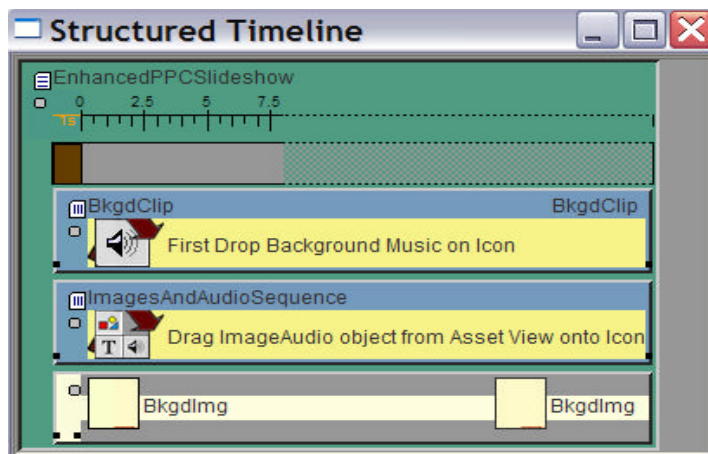 Structured Timeline
EnhancedPPCSlideshow
0 2.5 5 7.5
1s
BkgdClip BkgdClip
First Drop Background Music on Icon
ImagesAndAudioSequence
T Drag ImageAudio object from Asset View onto Icon
BkgdImg BkgdImg